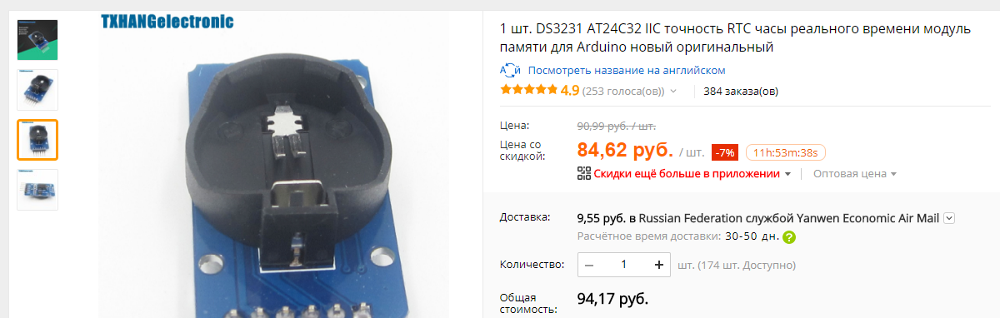 TXHANGelectronic
1 шт. DS3231 AT24C32 IIC точность RTC часы реального времени модуль
памяти для Arduino новый оригинальный
Посмотреть название на английском
4.9 (253 голоса(ов)) 384 заказа(ов)
Цена: 90,99 руб. / шт.
Цена со
скидкой: 84,62 руб. / шт. -7% 11h:53m:38s
Скидки ещё больше в приложении Оптовая цена
Доставка: 9,55 руб. в Russian Federation службой Yanwen Economic Air Mail
Расчётное время доставки: 30-50 дн. ?
Количество: − 1 + шт. (174 шт. Доступно)
Общая
стоимость: 94,17 руб.